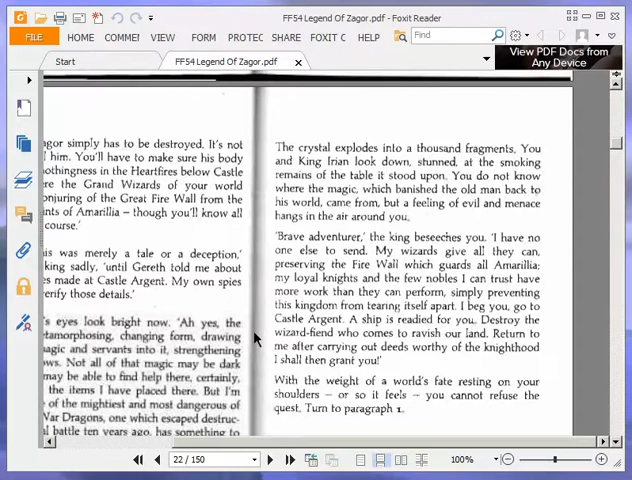 FF54 Legend Of Zagor.pdf - Foxit Reader
FILE HOME COMMEI VIEW FORM PROTEC SHARE FOXIT C HELP Find
Start FF54 Legend Of Zagor.pdf
View PDF Docs from
Any Device
agor simply has to be destroyed. It's not
l him. You'll have to make sure his body
nothingness in the Heartfires below Castle
ere the Grand Wizards of your world
onjuring of the Great Fire Wall from the
ints of Amarillia – though you'll know all
course.'
is was merely a tale or a deception,'
king sadly, 'until Gereth told me about
es made at Castle Argent. My own spies
verify those details.'
's eyes look bright now. 'Ah yes, the
tamorphosing, changing form, drawing
magic and servants into it, strengthening
ows. Not all of that magic may be dark
may be able to find help there, certainly,
the items I have placed there. But I'm
of the mightiest and most dangerous of
War Dragons, one which escaped destruc-
l battle ten years ago, has something to
The crystal explodes into a thousand fragments. You
and King Irian look down, stunned, at the smoking
remains of the table it stood upon. You do not know
where the magic, which banished the old man back to
his world, came from, but a feeling of evil and menace
hangs in the air around you.
'Brave adventurer,' the king beseeches you. 'I have no
one else to send. My wizards give all they can,
preserving the Fire Wall which guards all Amarillia;
my loyal knights and the few nobles I can trust have
more work than they can perform, simply preventing
this kingdom from tearing itself apart. I beg you, go to
Castle Argent. A ship is readied for you. Destroy the
wizard-fiend who comes to ravish our land. Return to
me after carrying out deeds worthy of the knighthood
I shall then grant you!'
With the weight of a world's fate resting on your
shoulders – or so it feels – you cannot refuse the
quest. Turn to paragraph 1.
22 / 150 100%